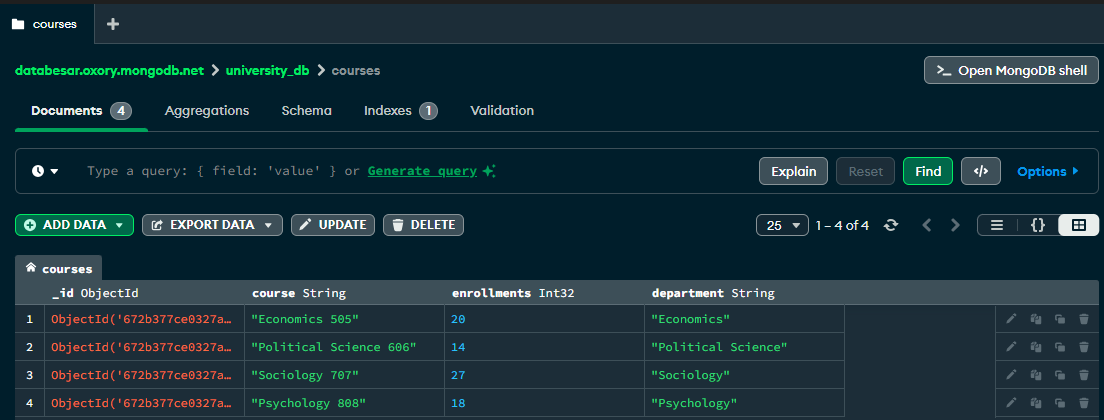 courses
databesar.oxory.mongodb.net > university_db > courses
>_ Open MongoDB shell
Documents 4 Aggregations Schema Indexes 1 Validation
Type a query: { field: 'value' } or Generate query
Explain Reset Find </> Options
ADD DATA EXPORT DATA UPDATE DELETE
25 1 – 4 of 4 {}
courses
_id ObjectId course String enrollments Int32 department String
1 ObjectId('672b377ce0327a… "Economics 505" 20 "Economics"
2 ObjectId('672b377ce0327a… "Political Science 606" 14 "Political Science"
3 ObjectId('672b377ce0327a… "Sociology 707" 27 "Sociology"
4 ObjectId('672b377ce0327a… "Psychology 808" 18 "Psychology"